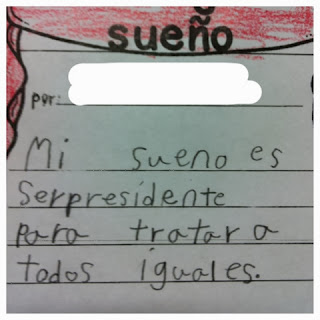 sueño
por:
Mi sueno es
Serpresidente
para tratar a
todos iguales.